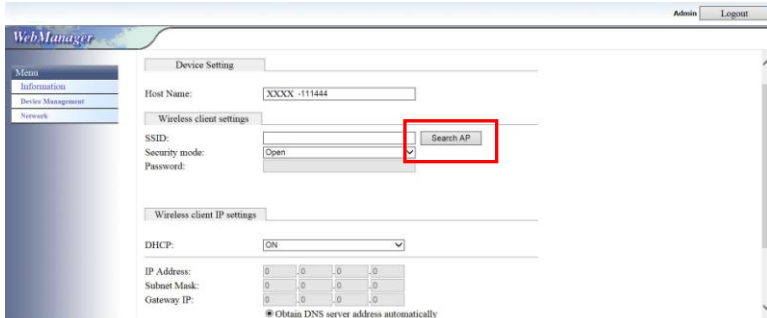 Admin Logout
WebManager
Menu
Information
Device Management
Network
Device Setting
Host Name: XXXX -111444
Wireless client settings
SSID: Search AP
Security mode: Open
Password:
Wireless client IP settings
DHCP: ON
IP Address: 0 .0 .0 .0
Subnet Mask: 0 .0 .0 .0
Gateway IP: 0 .0 .0 .0
Obtain DNS server address automatically